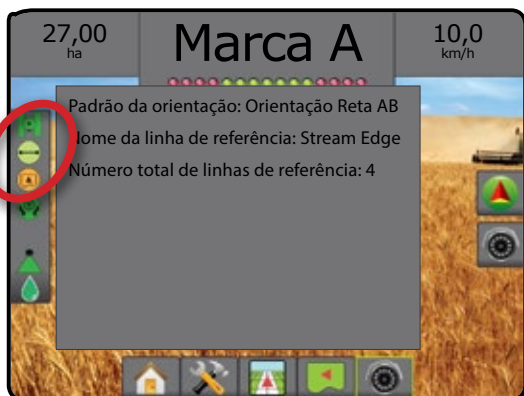 27,00
ha
Marca A
10,0
km/h
Padrão da orientação: Orientação Reta AB
Nome da linha de referência: Stream Edge
Número total de linhas de referência: 4